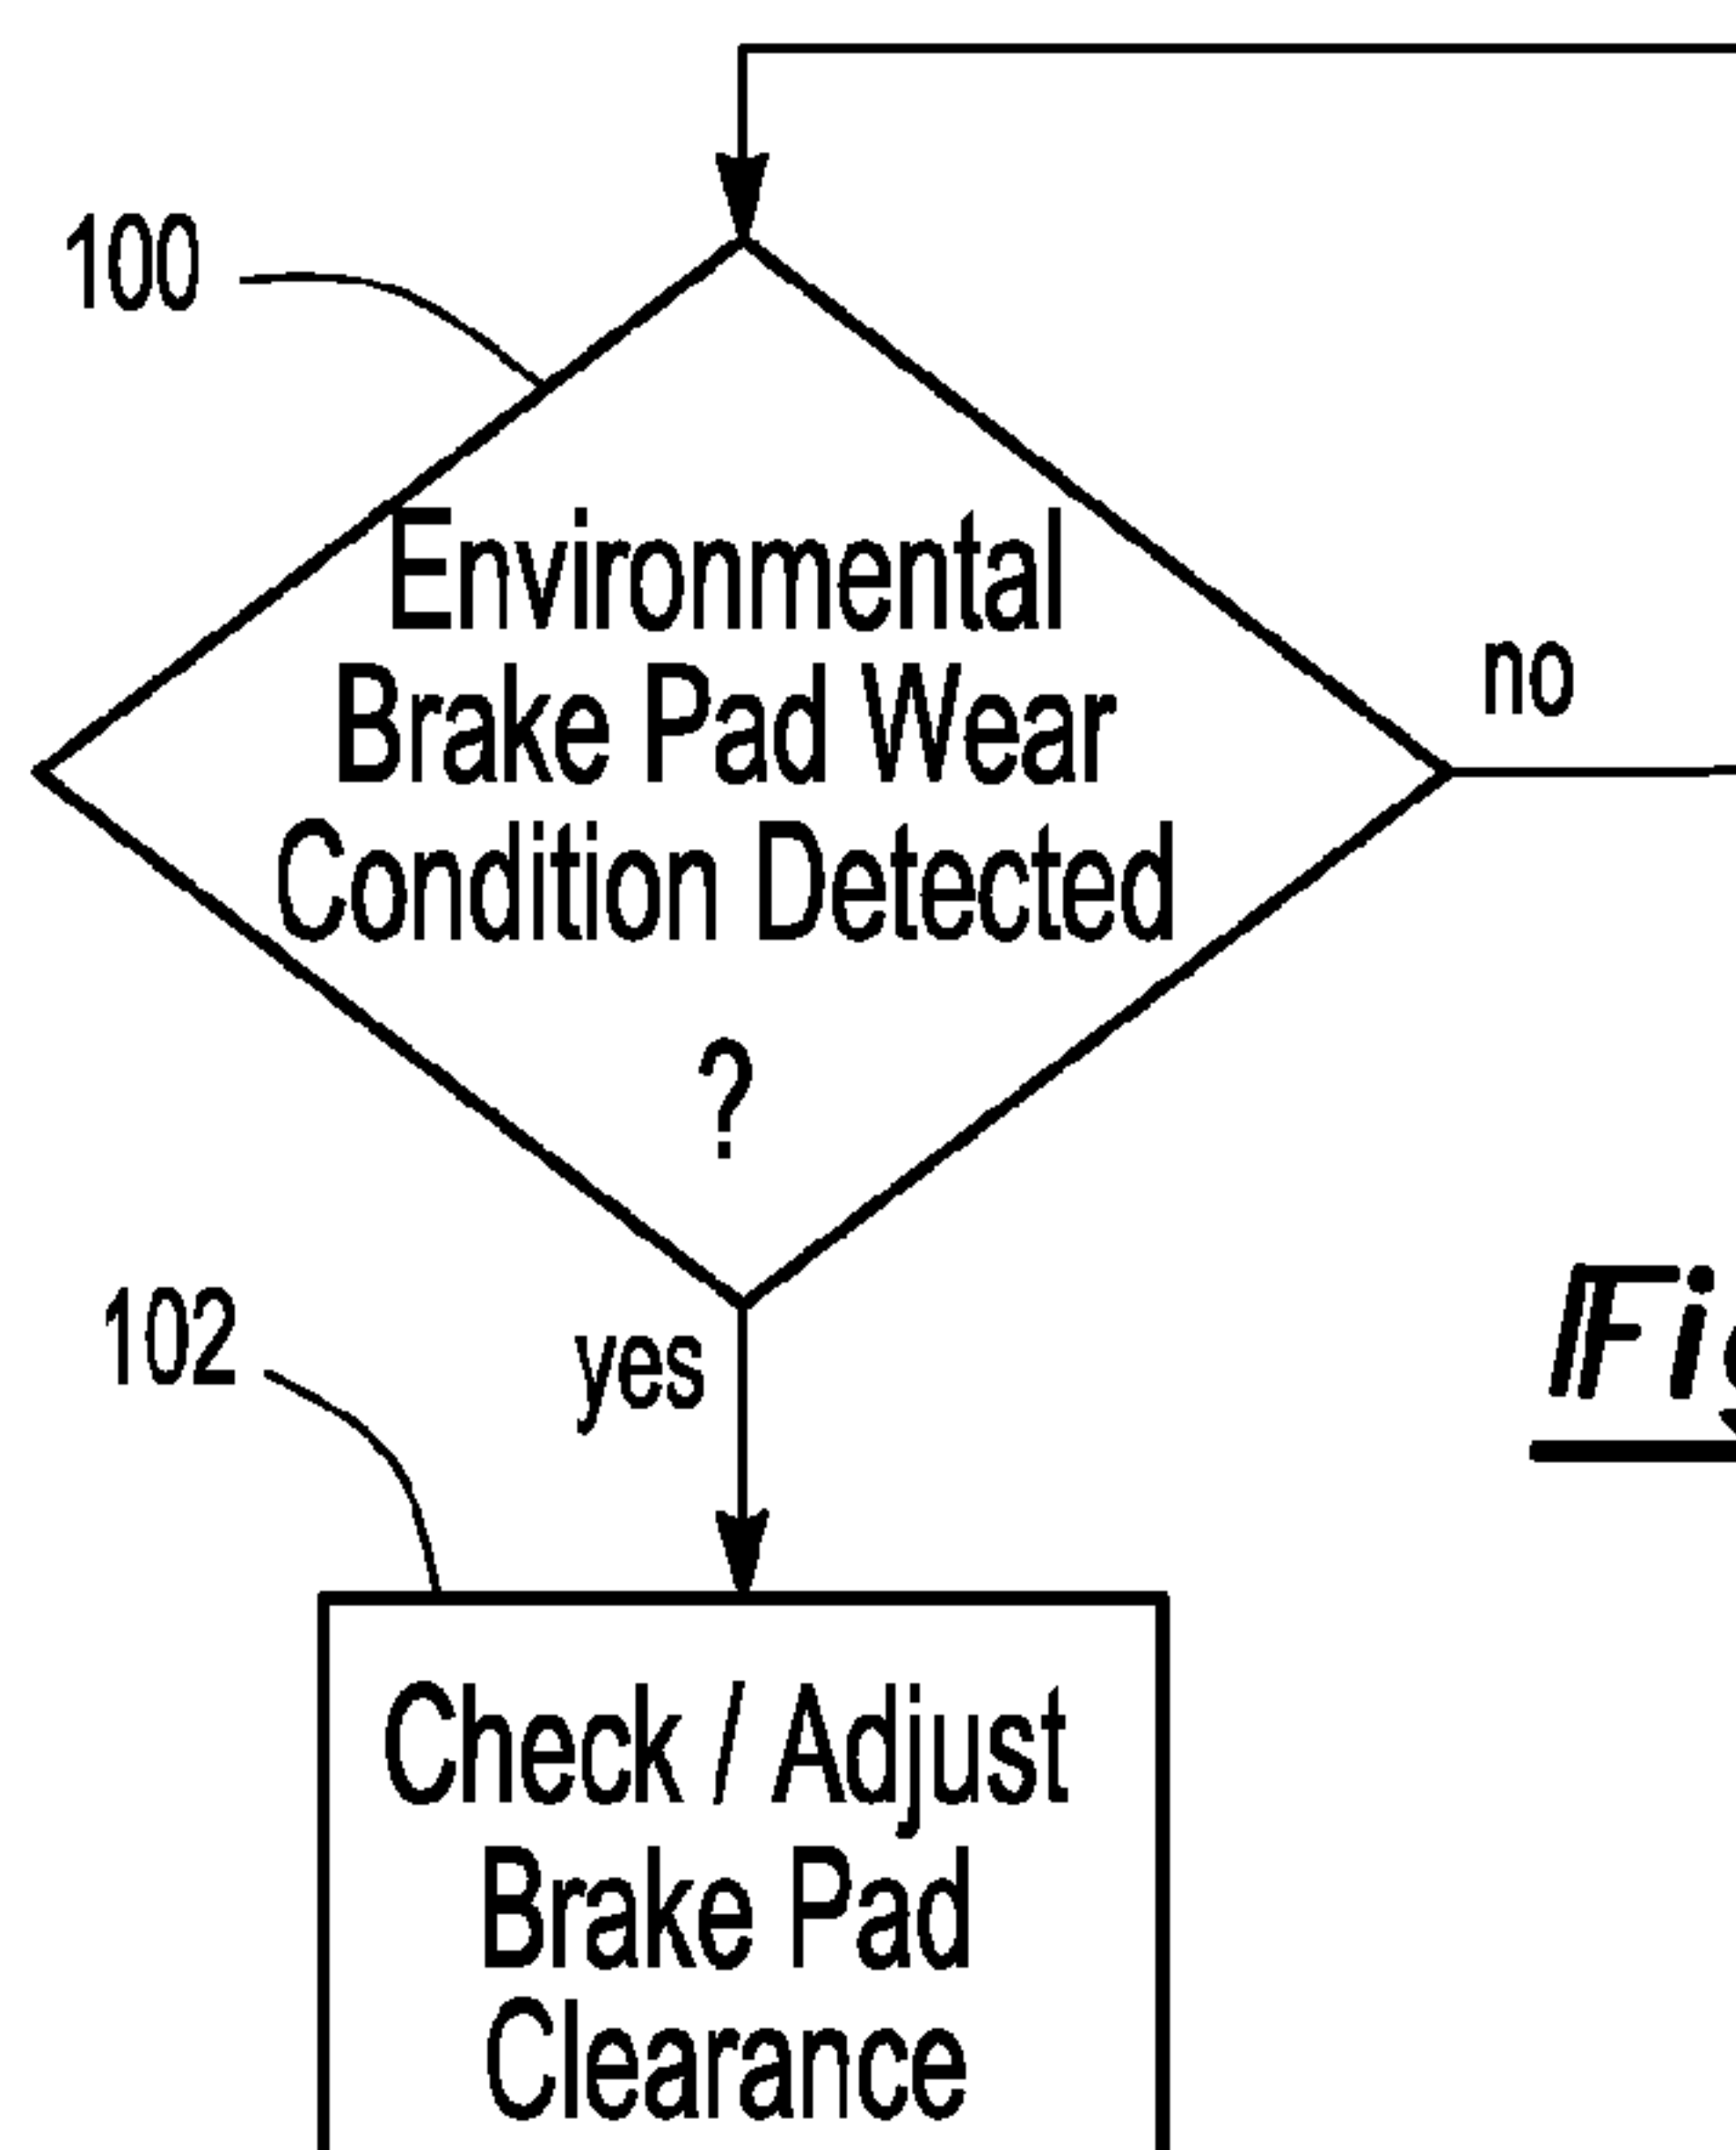 100
Environmental
Brake Pad Wear
Condition Detected
?
no
102
yes
Check / Adjust
Brake Pad
Clearance